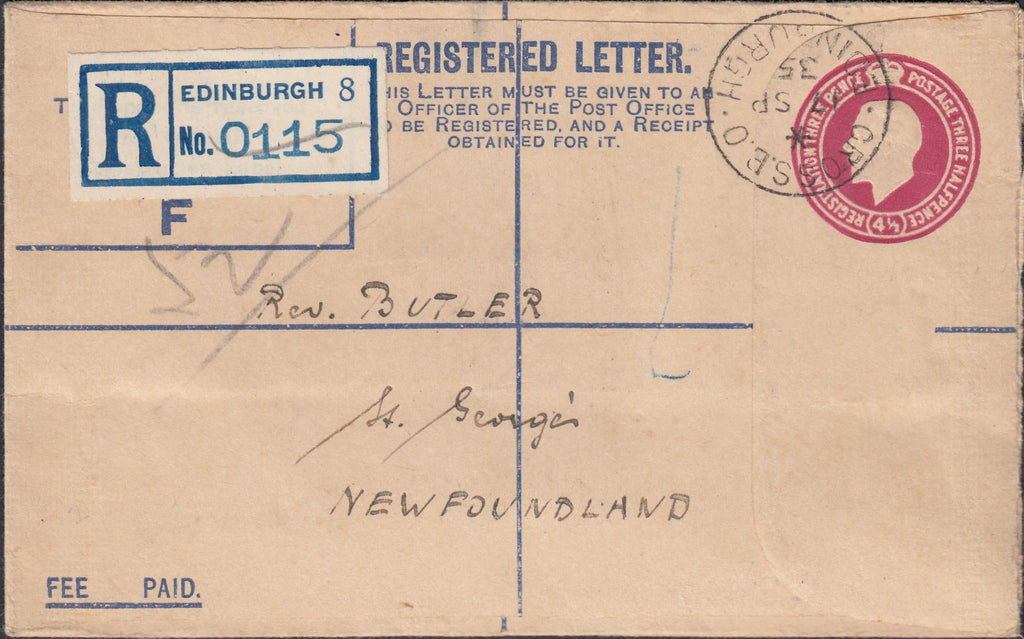 REGISTERED LETTER.
THIS LETTER MUST BE GIVEN TO AN
OFFICER OF THE POST OFFICE
TO BE REGISTERED, AND A RECEIPT
OBTAINED FOR IT.
R
EDINBURGH 8
No. 0115
T
F
CROSS. S.E.O. EDINBURGH
SP
35
REGISTRATION THREE PENCE
POSTAGE THREE HALFPENCE
4½
Rev. BUTLER
St. George's
NEWFOUNDLAND
FEE PAID.